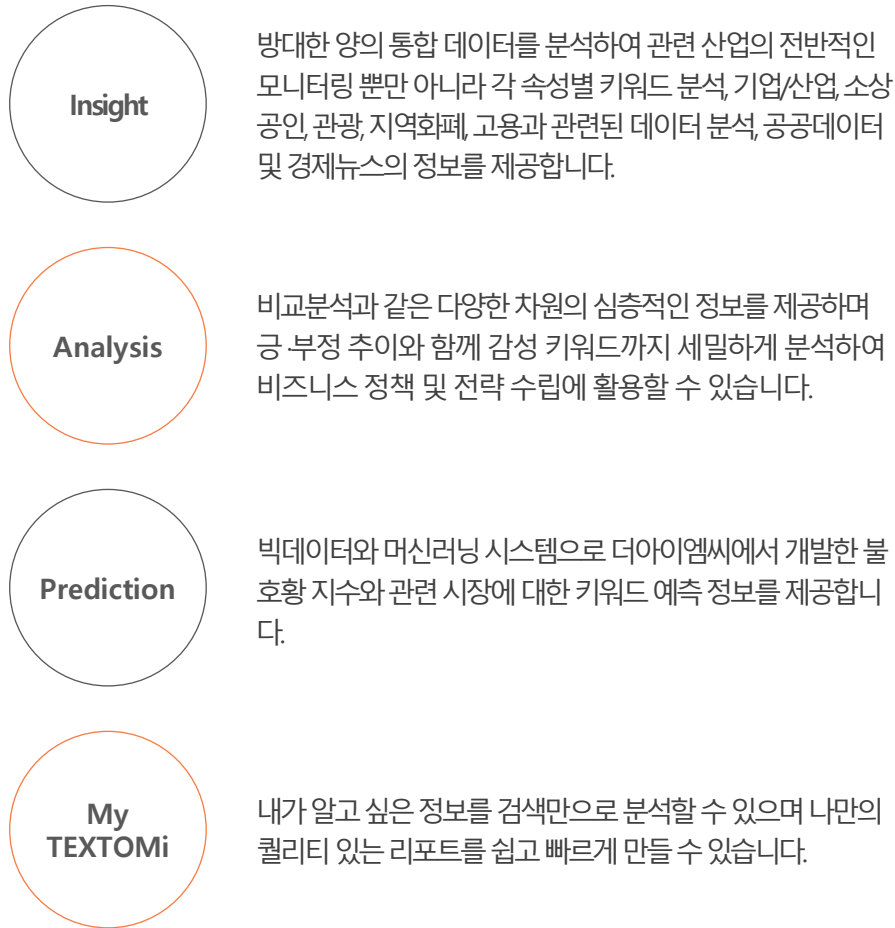 Insight
방대한 양의 통합 데이터를 분석하여 관련 산업의 전반적인
모니터링 뿐만 아니라 각 속성별 키워드 분석, 기업/산업, 소상
공인, 관광, 지역화폐, 고용과 관련된 데이터 분석, 공공데이터
및 경제뉴스의 정보를 제공합니다.
Analysis
비교분석과 같은 다양한 차원의 심층적인 정보를 제공하며
긍·부정 추이와 함께 감성 키워드까지 세밀하게 분석하여
비즈니스 정책 및 전략 수립에 활용할 수 있습니다.
Prediction
빅데이터와 머신러닝 시스템으로 더아이엠씨에서 개발한 불
호황 지수와 관련 시장에 대한 키워드 예측 정보를 제공합니
다.
My
TEXTOMi
내가 알고 싶은 정보를 검색만으로 분석할 수 있으며 나만의
퀄리티 있는 리포트를 쉽고 빠르게 만들 수 있습니다.